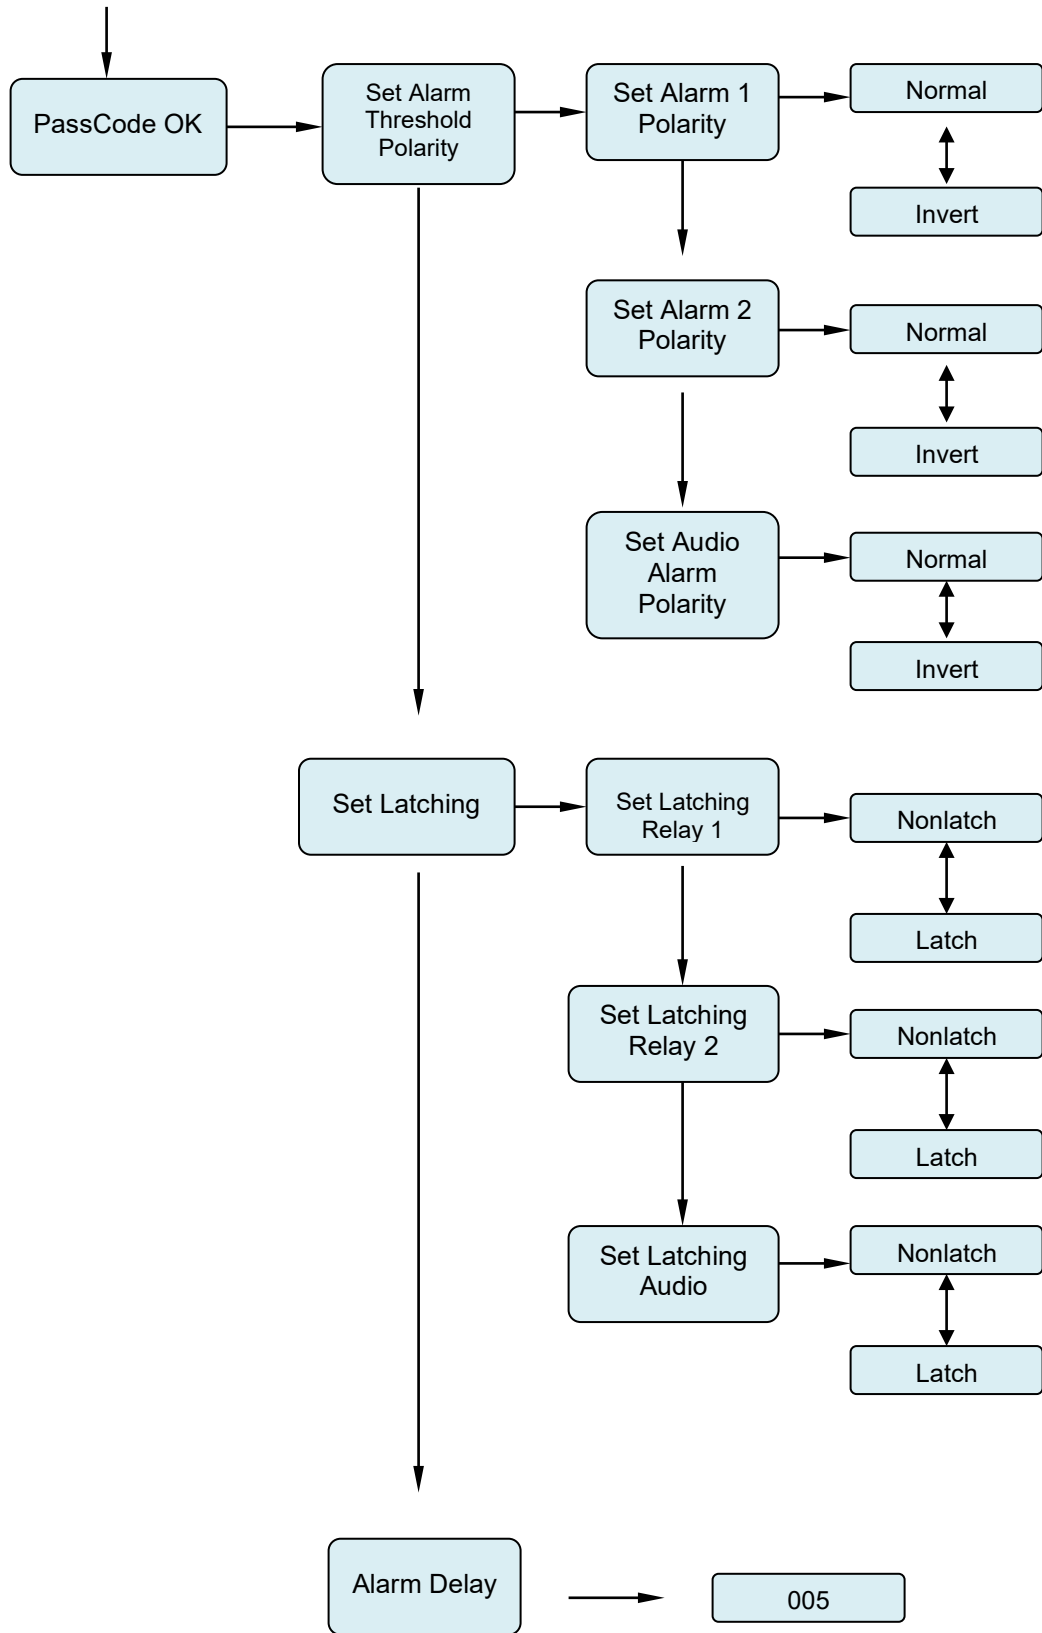 PassCode OK
Set Alarm
Threshold
Polarity
Set Alarm 1
Polarity
Normal
Invert
Set Alarm 2
Polarity
Normal
Invert
Set Audio
Alarm
Polarity
Normal
Invert
Set Latching
Set Latching
Relay 1
Nonlatch
Latch
Set Latching
Relay 2
Nonlatch
Latch
Set Latching
Audio
Nonlatch
Latch
Alarm Delay
005